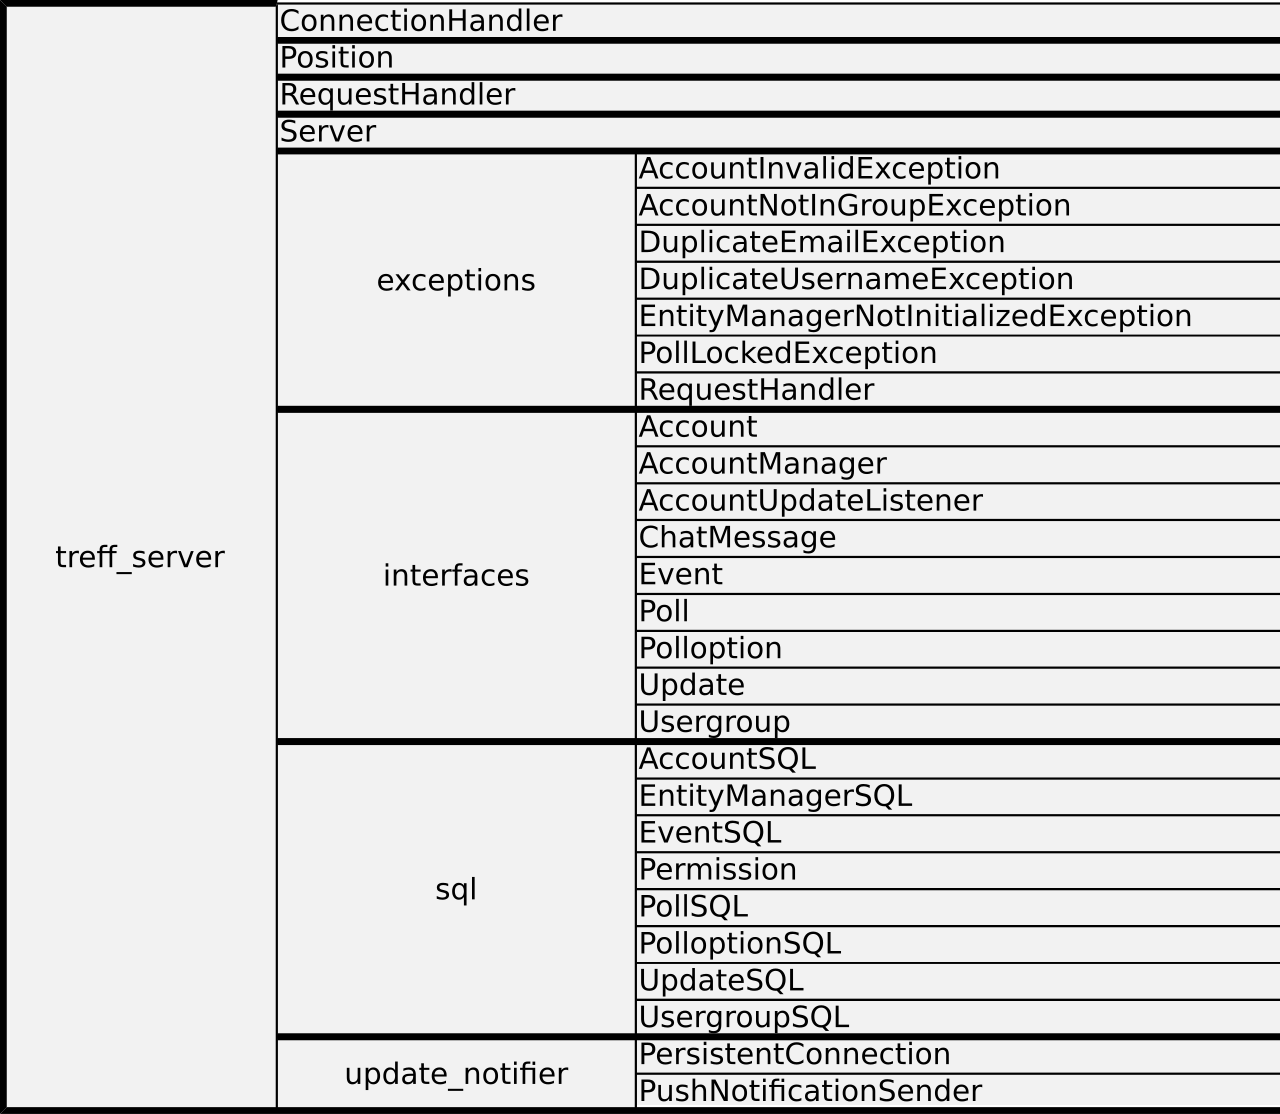 treff_server
ConnectionHandler
Position
RequestHandler
Server
exceptions
AccountInvalidException
AccountNotInGroupException
DuplicateEmailException
DuplicateUsernameException
EntityManagerNotInitializedException
PollLockedException
RequestHandler
interfaces
Account
AccountManager
AccountUpdateListener
ChatMessage
Event
Poll
Polloption
Update
Usergroup
sql
AccountSQL
EntityManagerSQL
EventSQL
Permission
PollSQL
PolloptionSQL
UpdateSQL
UsergroupSQL
update_notifier
PersistentConnection
PushNotificationSender